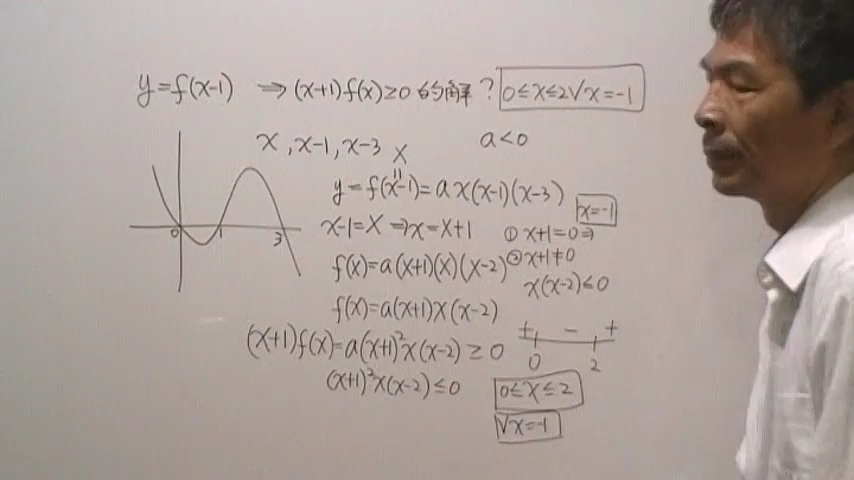 y=f(x-1) ⇒(x+1)f(x)≥0的解? 0≤x≤2∨x=-1
x,x-1,x-3
a<0
X
||
y=f(x-1)=ax(x-1)(x-3)
x-1=X⇒x=X+1
f(X)=a(X+1)(X)(X-2)
f(x)=a(x+1)x(x-2)
(x+1)f(x)=a(x+1)²x(x-2)≥0
(x+1)²x(x-2)≤0
x=-1
①x+1=0⇒
②x+1≠0
x(x-2)≤0
+ - +
0 2
0≤x≤2
∨x=-1
0 1 3